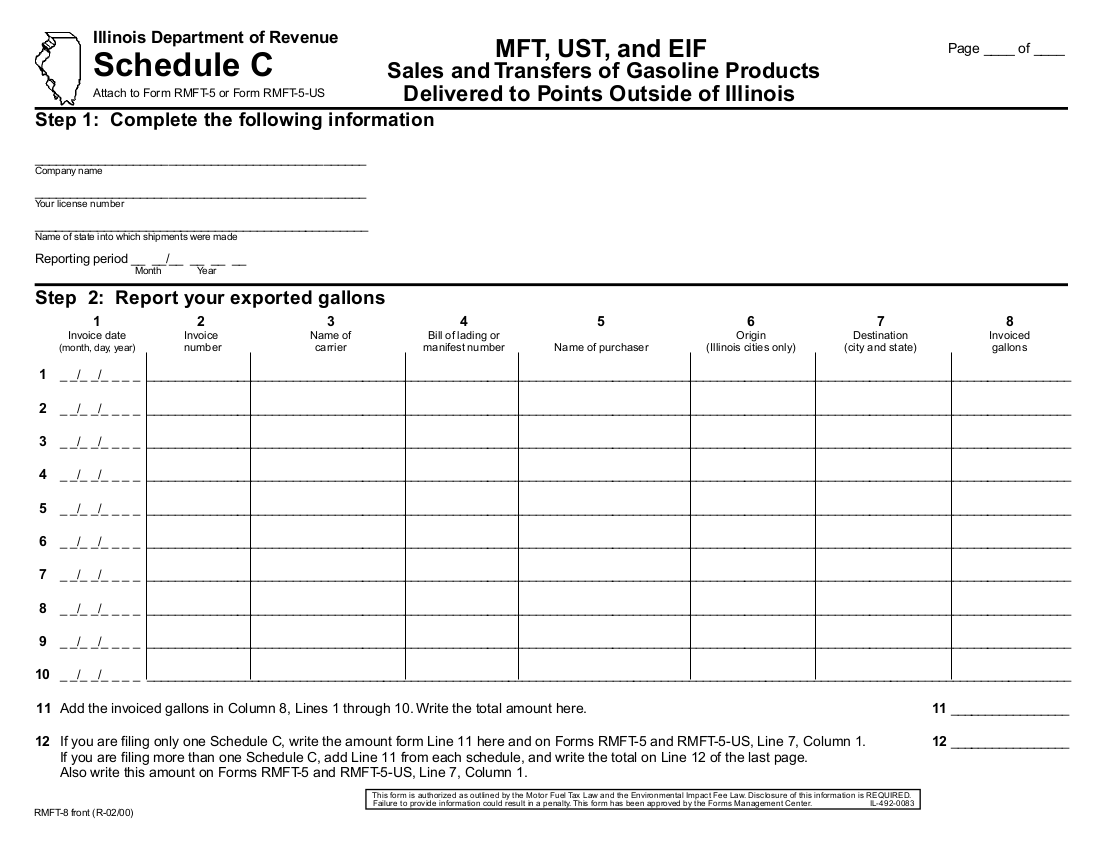 Illinois Department of Revenue
Schedule C
Attach to Form RMFT-5 or Form RMFT-5-US
MFT, UST, and EIF
Sales and Transfers of Gasoline Products
Delivered to Points Outside of Illinois
Page ____ of ____
Step 1:  Complete the following information
Company name
Your license number
Name of state into which shipments were made
Reporting period __ __/__ __ __ __
Month Year
Step 2:  Report your exported gallons
1 2 3 4 5 6 7 8
Invoice date Invoice Name of Bill of lading or Origin Destination Invoiced
(month, day, year) number carrier manifest number Name of purchaser (Illinois cities only) (city and state) gallons
1 _ _/_ _/_ _ _ _
2 _ _/_ _/_ _ _ _
3 _ _/_ _/_ _ _ _
4 _ _/_ _/_ _ _ _
5 _ _/_ _/_ _ _ _
6 _ _/_ _/_ _ _ _
7 _ _/_ _/_ _ _ _
8 _ _/_ _/_ _ _ _
9 _ _/_ _/_ _ _ _
10 _ _/_ _/_ _ _ _
11 Add the invoiced gallons in Column 8, Lines 1 through 10. Write the total amount here. 11 ________________
12 If you are filing only one Schedule C, write the amount form Line 11 here and on Forms RMFT-5 and RMFT-5-US, Line 7, Column 1. 12 ________________
If you are filing more than one Schedule C, add Line 11 from each schedule, and write the total on Line 12 of the last page.
Also write this amount on Forms RMFT-5 and RMFT-5-US, Line 7, Column 1.
This form is authorized as outlined by the Motor Fuel Tax Law and the Environmental Impact Fee Law. Disclosure of this information is REQUIRED.
Failure to provide information could result in a penalty. This form has been approved by the Forms Management Center. IL-492-0083
RMFT-8 front (R-02/00)